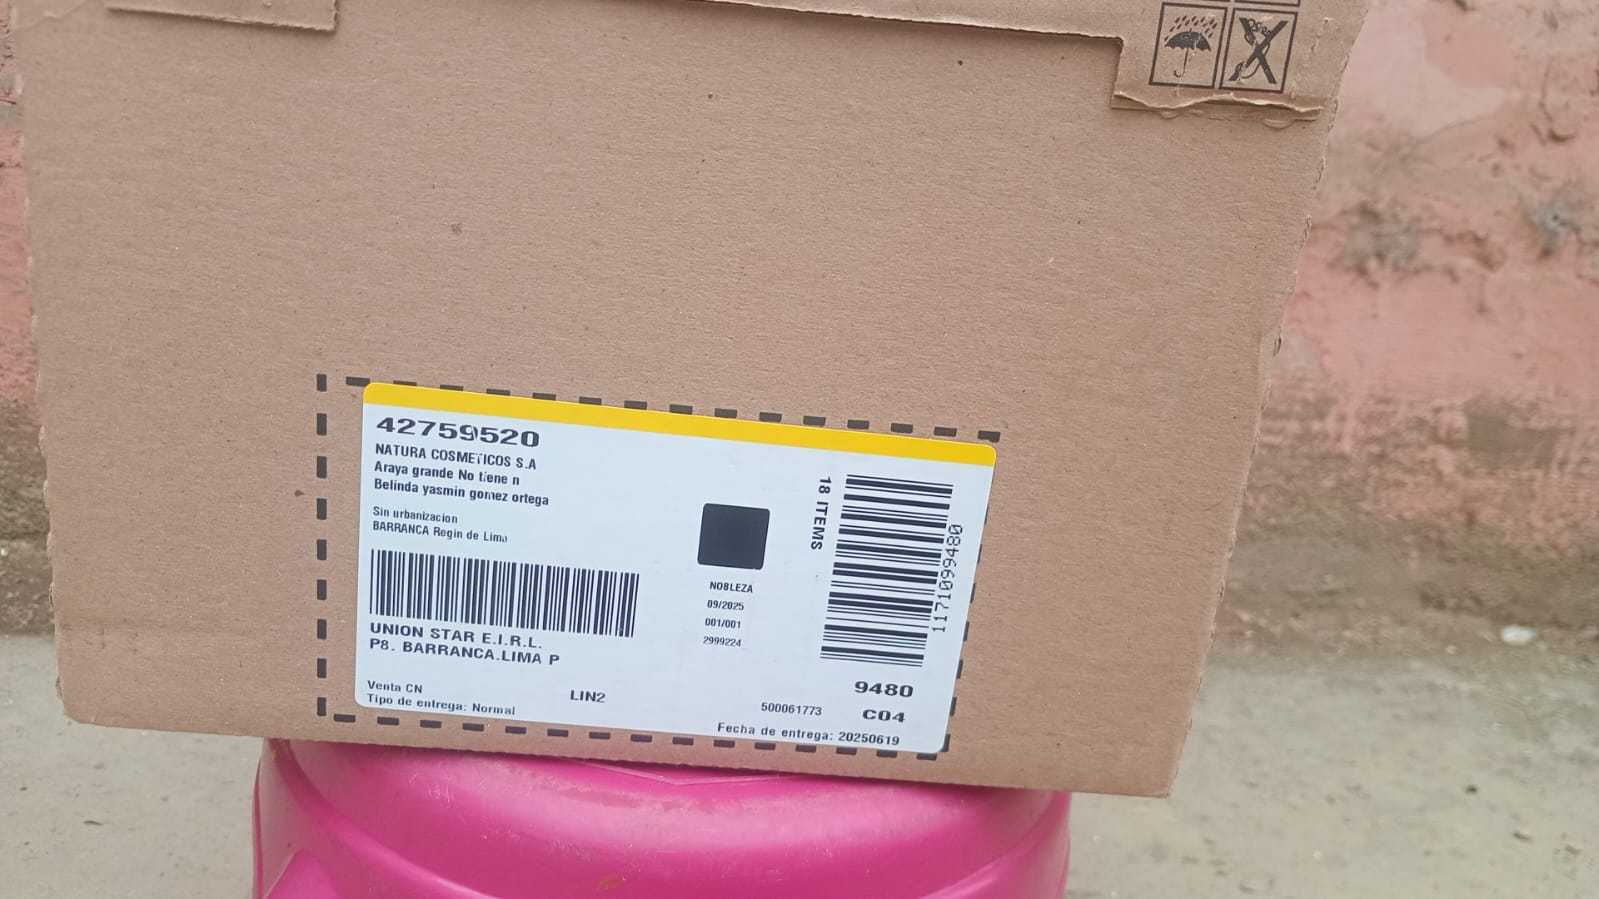 42759520
NATURA COSMETICOS S.A
Araya grande No tiene n
Belinda yasmin gomez ortega
Sin urbanizacion
BARRANCA Regin de Lima
UNION STAR E.I.R.L.
P8. BARRANCA.LIMA P
Venta CN
Tipo de entrega: Normal
LIN2
NOBLEZA
09/2025
001/001
2999224
18 ITEMS
1171099480
9480
500061773
C04
Fecha de entrega: 20250619